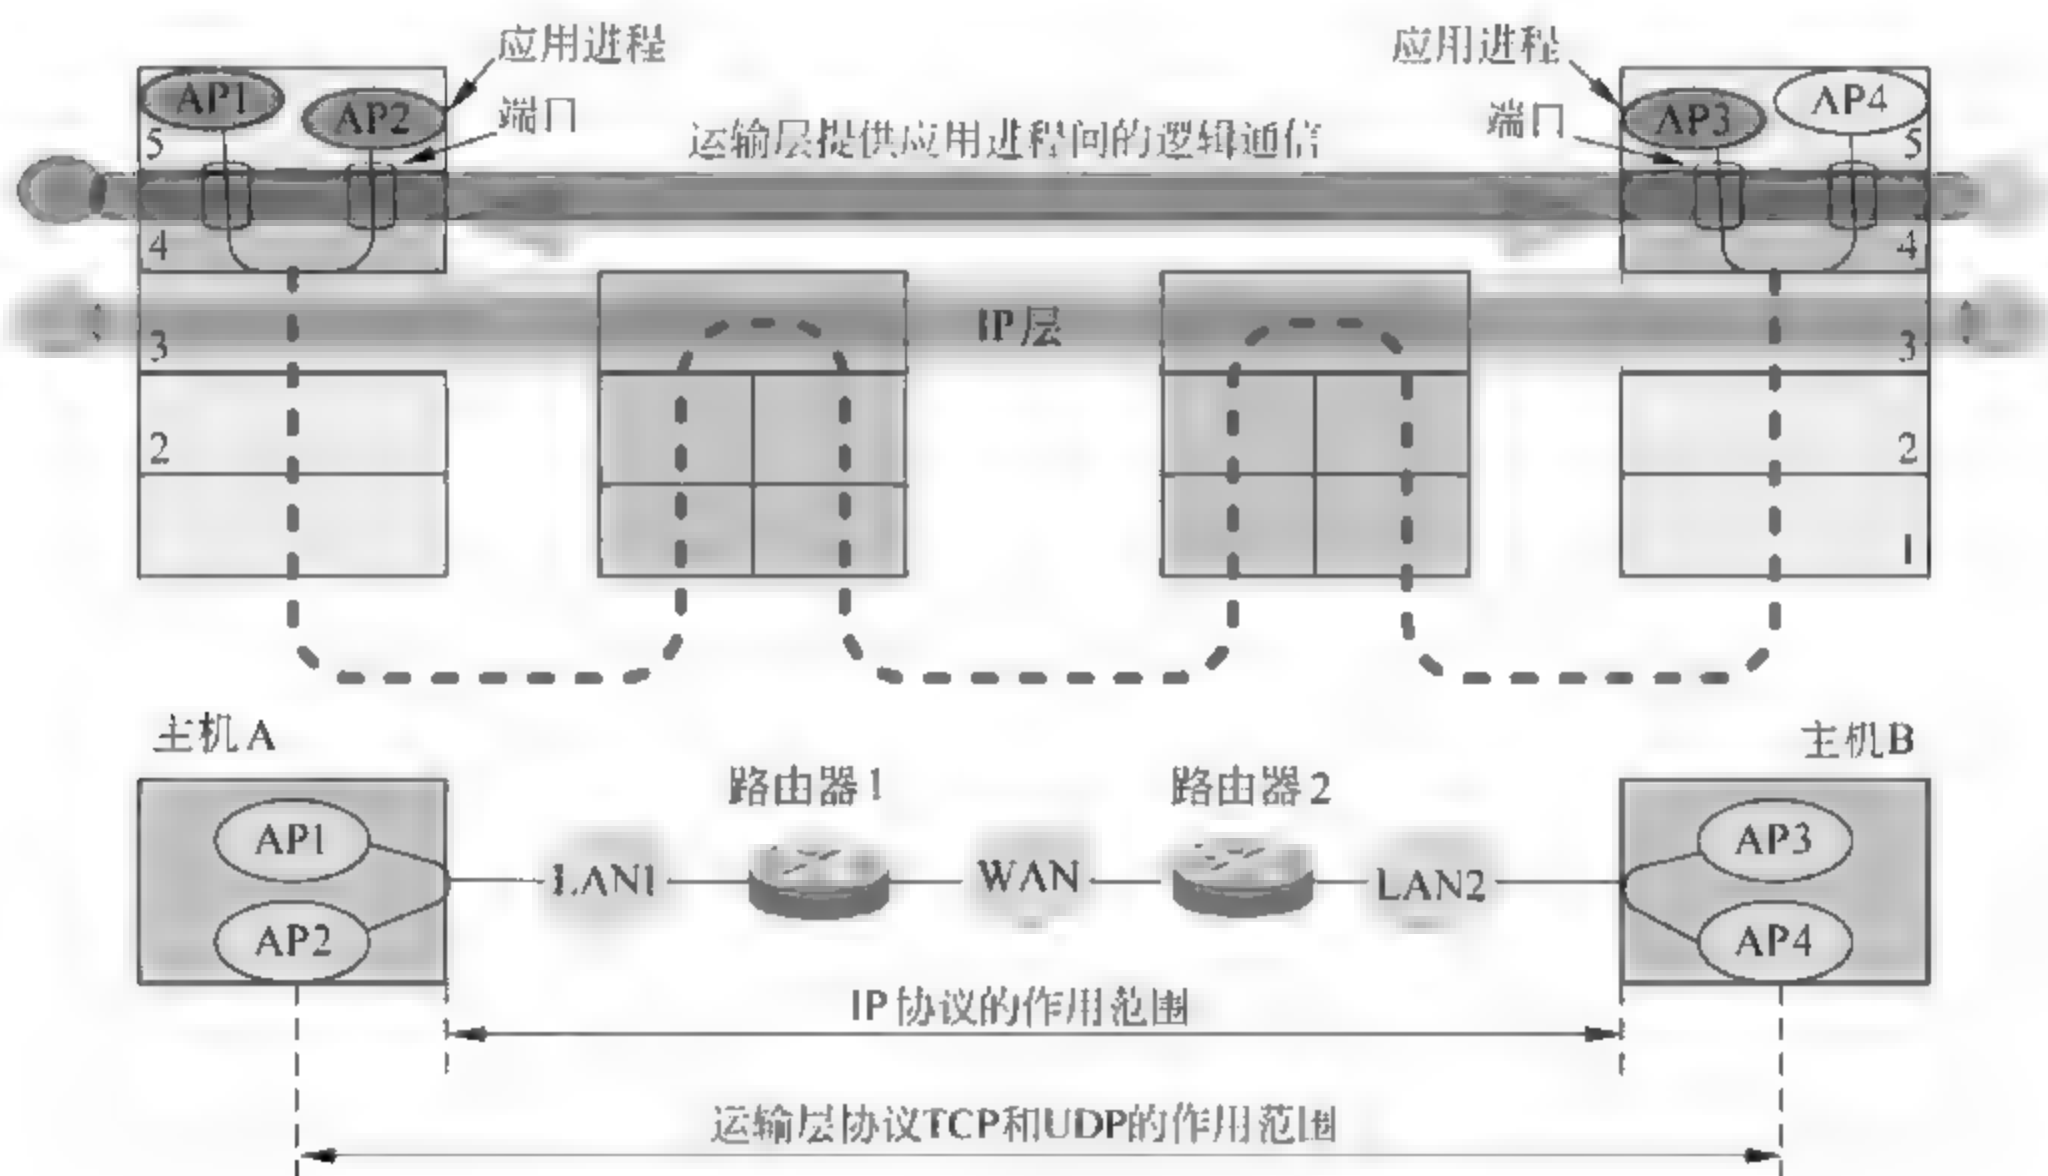 应用进程
应用进程
AP1
AP2
端口
运输层提供应用进程间的逻辑通信
端口
AP3
AP4
5
5
4
4
IP层
3
3
2
2
1
主机A
主机B
路由器1
路由器2
AP1
AP3
LAN1
WAN
LAN2
AP2
AP4
IP协议的作用范围
运输层协议TCP和UDP的作用范围